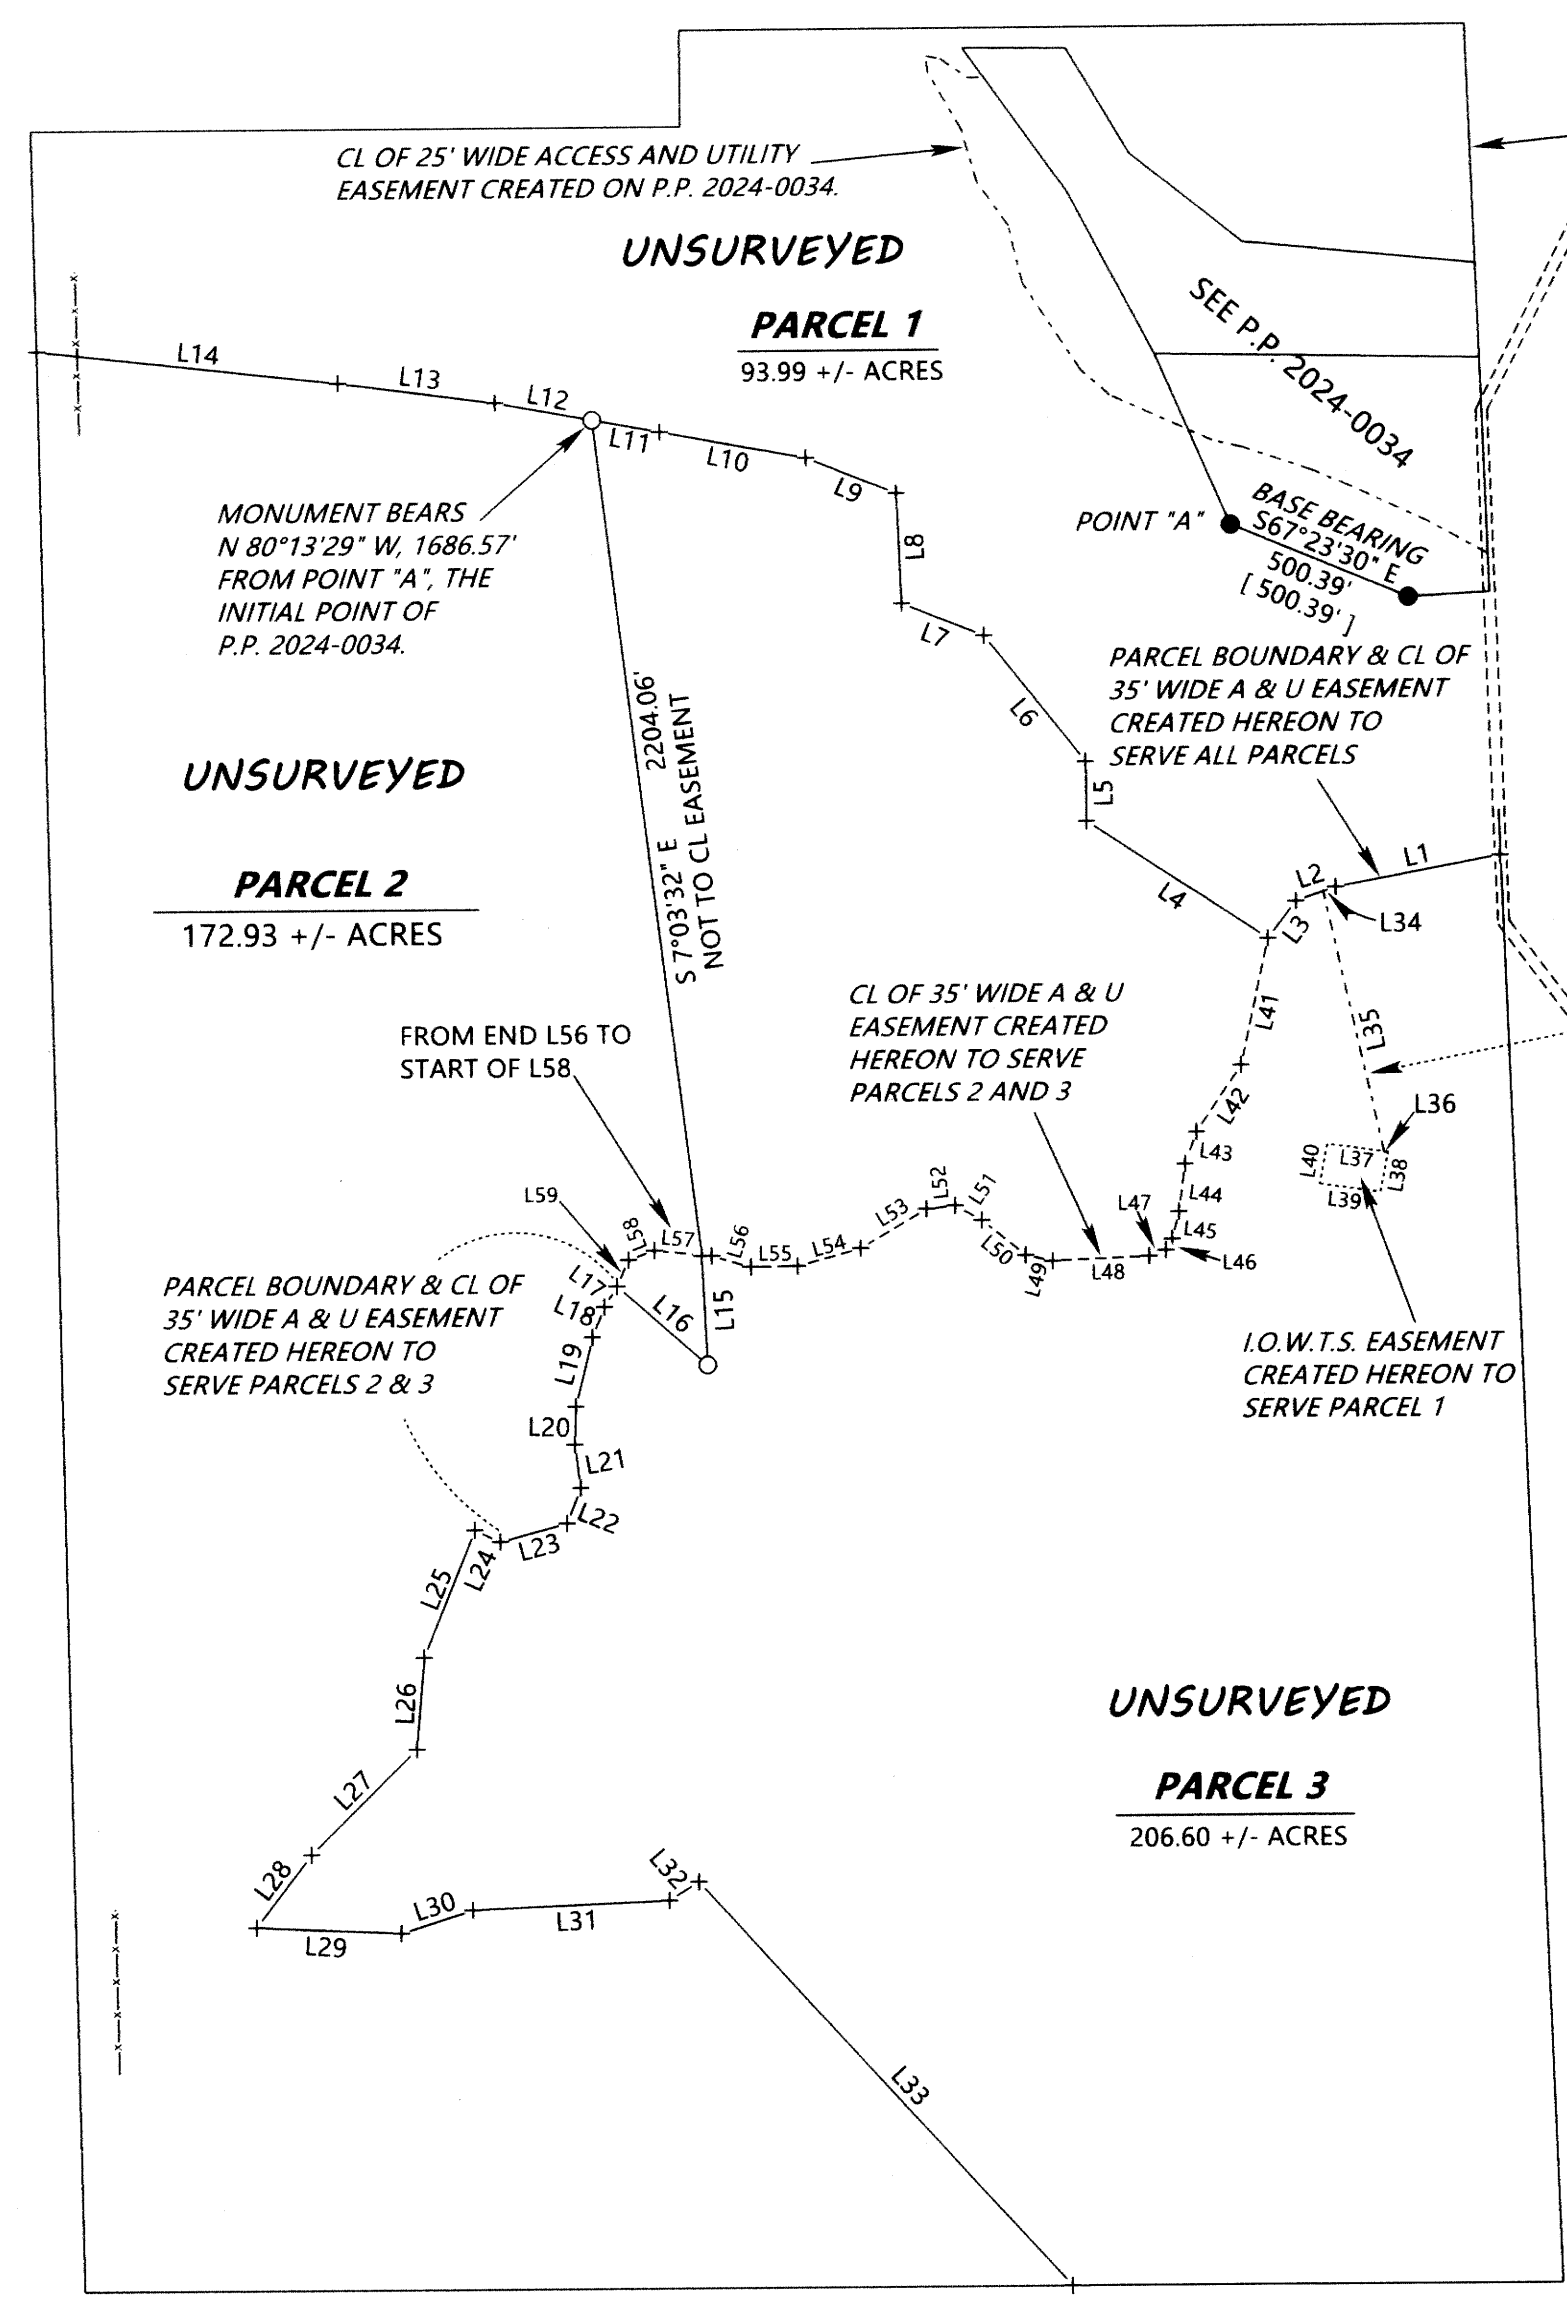 CL OF 25' WIDE ACCESS AND UTILITY
EASEMENT CREATED ON P.P. 2024-0034.
UNSURVEYED
PARCEL 1
93.99 +/- ACRES
SEE P.P. 2024-0034
L14
L13
L12
L11
L10
L9
L8
L7
L6
L5
L4
L3
L2
L1
MONUMENT BEARS
N 80°13'29" W, 1686.57'
FROM POINT "A", THE
INITIAL POINT OF
P.P. 2024-0034.
POINT "A"
BASE BEARING
S67°23'30" E
500.39'
[ 500.39' ]
PARCEL BOUNDARY & CL OF
35' WIDE A & U EASEMENT
CREATED HEREON TO
SERVE ALL PARCELS
2204.06'
S 7°03'32" E
NOT TO CL EASEMENT
UNSURVEYED
PARCEL 2
172.93 +/- ACRES
L34
L35
L36
L37
L38
L39
L40
L41
L42
L43
L44
L45
L46
L47
L48
L49
L50
L51
L52
L53
L54
L55
L56
L57
L58
L59
CL OF 35' WIDE A & U
EASEMENT CREATED
HEREON TO SERVE
PARCELS 2 AND 3
FROM END L56 TO
START OF L58
PARCEL BOUNDARY & CL OF
35' WIDE A & U EASEMENT
CREATED HEREON TO
SERVE PARCELS 2 & 3
I.O.W.T.S. EASEMENT
CREATED HEREON TO
SERVE PARCEL 1
L15
L16
L17
L18
L19
L20
L21
L22
L23
L24
L25
L26
L27
L28
L29
L30
L31
L32
L33
UNSURVEYED
PARCEL 3
206.60 +/- ACRES